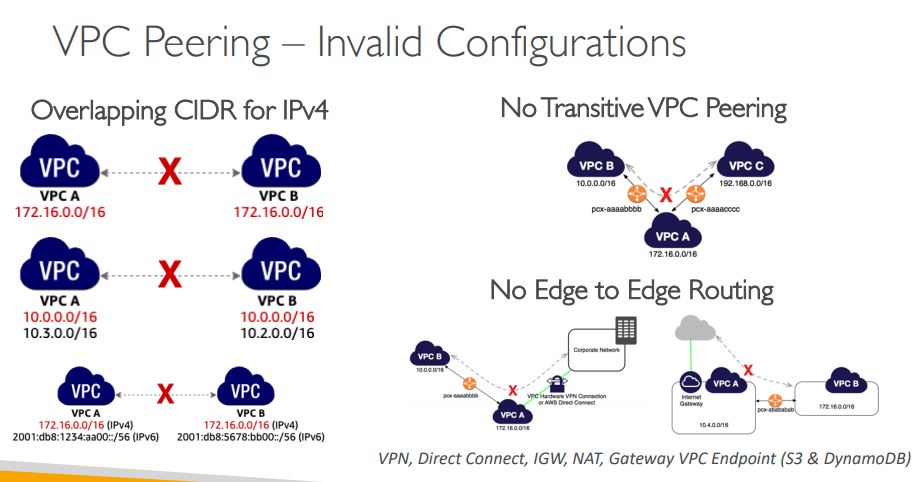 VPC Peering – Invalid Configurations
Overlapping CIDR for IPv4
VPC
X
VPC
VPC A
VPC B
172.16.0.0/16
172.16.0.0/16
VPC
X
VPC
VPC A
VPC B
10.0.0.0/16
10.0.0.0/16
10.3.0.0/16
10.2.0.0/16
VPC
X
VPC
VPC A
VPC B
172.16.0.0/16 (IPv4)
172.16.0.0/16 (IPv4)
2001:db8:1234:aa00::/56 (IPv6)
2001:db8:5678:bb00::/56 (IPv6)
No Transitive VPC Peering
VPC B
VPC C
10.0.0.0/16
192.168.0.0/16
X
pcx-aaaabbbb
pcx-aaaacccc
VPC A
172.16.0.0/16
No Edge to Edge Routing
VPC B
10.0.0.0/16
Corporate Network
pcx-aaaabbbb
X
VPC Hardware VPN Connection
or AWS Direct Connect
VPC A
172.16.0.0/16
X
Internet
Gateway
VPC A
VPC B
pcx-abababab
172.16.0.0/16
10.4.0.0/16
VPN, Direct Connect, IGW, NAT, Gateway VPC Endpoint (S3 & DynamoDB)